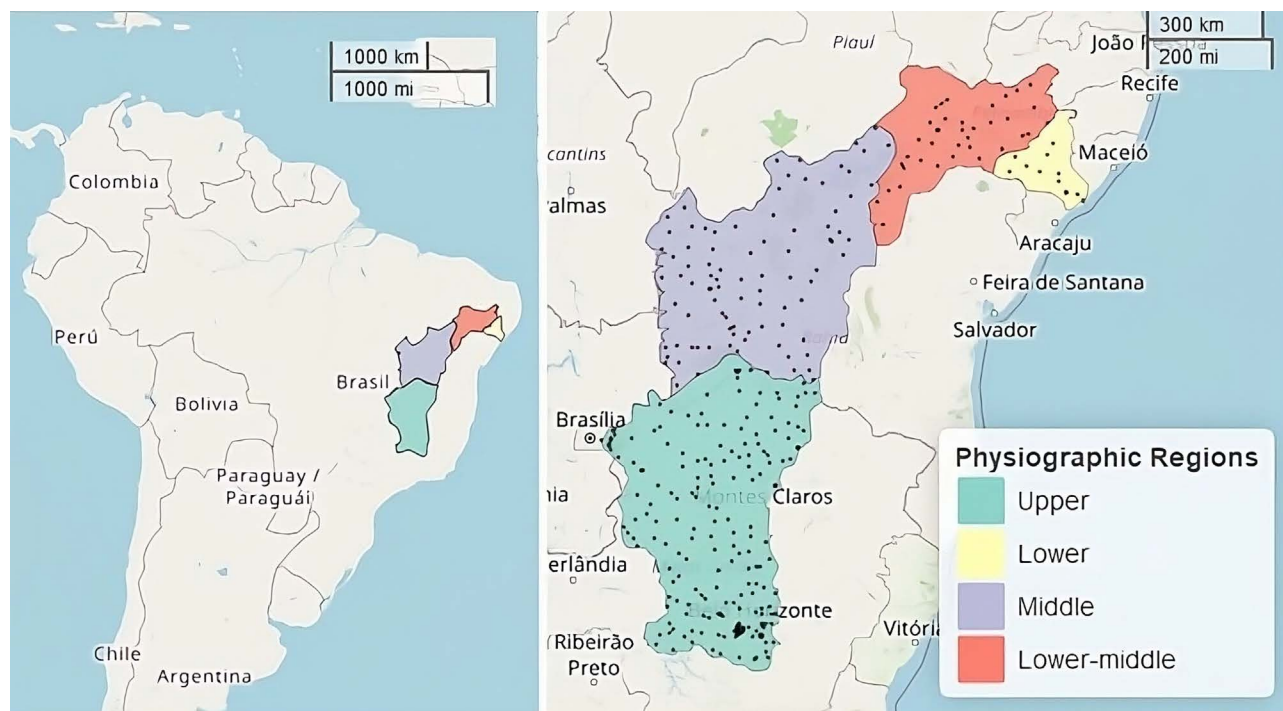 1000 km
1000 mi
Colombia
Perú
Brasil
Bolivia
Paraguay /
Paraguái
Chile
Argentina
300 km
200 mi
Piauí
João
Recife
cantins
almas
Maceió
Aracaju
Feira de Santana
Salvador
Brasília
Montes Claros
erlândia
zonte
Ribeirão
Preto
Vitória
Physiographic Regions
Upper
Lower
Middle
Lower-middle